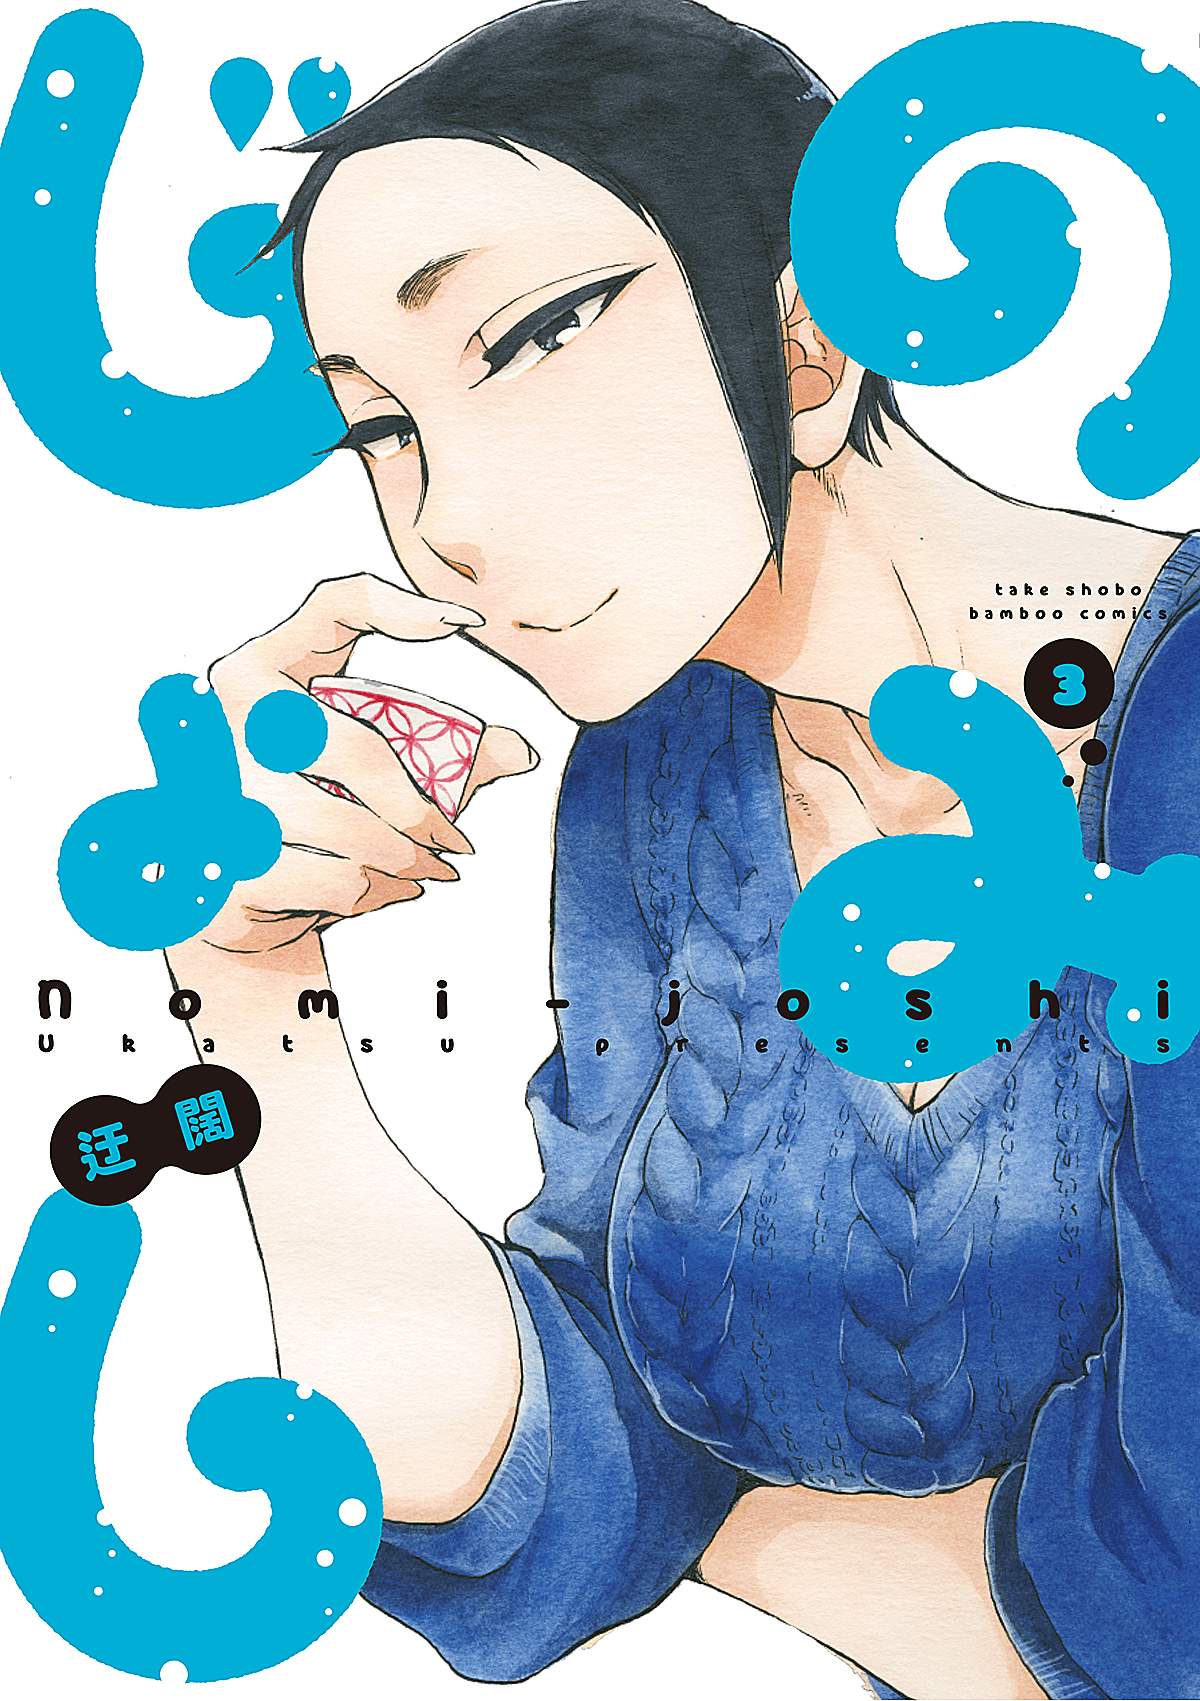 のみ
じょし
take shobo
bamboo comics
3
nomi-joshi
Ukatsu presents
迂闊